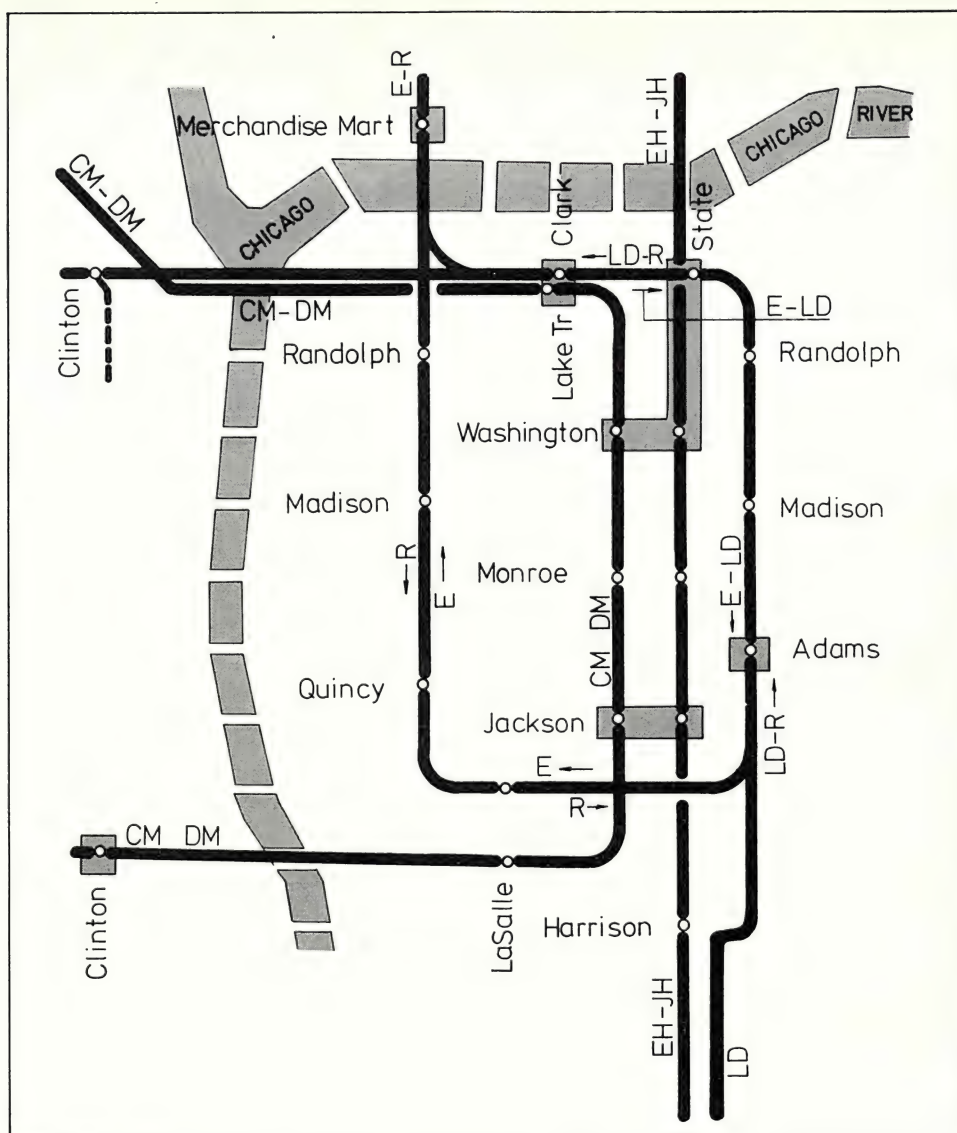 E-R
EH-JH
Merchandise Mart
CHICAGO
RIVER
CM-DM
CHICAGO
Clark
State
←LD-R
Clinton
CM-DM
Lake Tr
→
E-LD
Randolph
Randolph
Washington
Madison
Madison
←R
E→
Monroe
CM DM
←E-LD
Adams
Quincy
Jackson
LD-R→
E←
R→
CM DM
Clinton
LaSalle
Harrison
EH-JH
LD